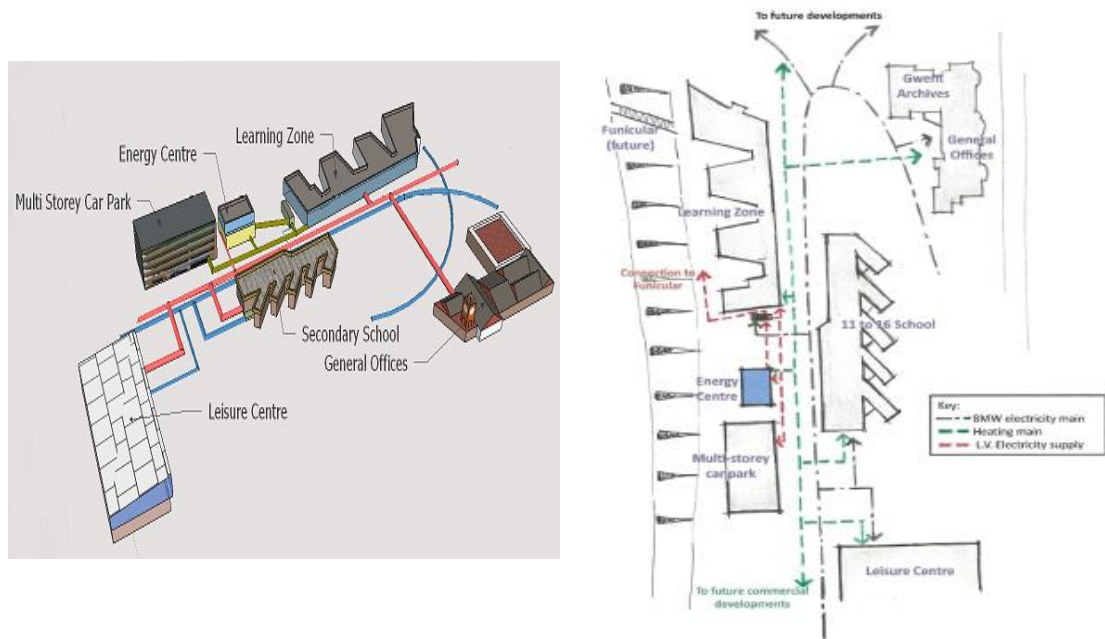 Learning Zone
Energy Centre
Multi Storey Car Park
Secondary School
General Offices
Leisure Centre
To future developments
Gwent
Archives
Funicular
(future)
General
Offices
Learning Zone
Connection to
Funicular
11 to 16 School
Energy
Centre
Key:
BMW electricity main
Heating main
L.V. Electricity supply
Multi-storey
car park
Leisure Centre
To future commercial
developments